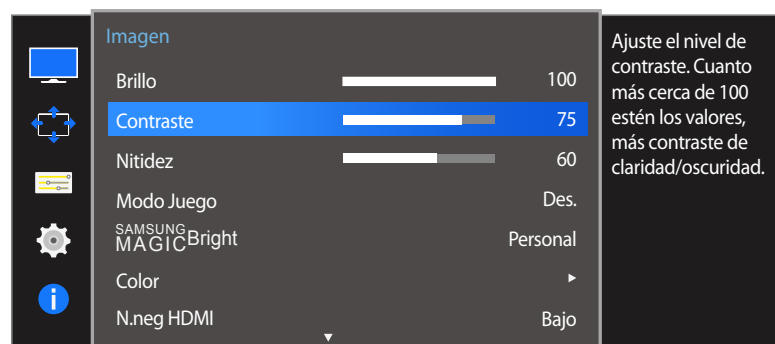 Imagen
Brillo 100
Contraste 75
Nitidez 60
Modo Juego Des.
SAMSUNG
MAGICBright Personal
Color
N.neg HDMI Bajo
Ajuste el nivel de
contraste. Cuanto
más cerca de 100
estén los valores,
más contraste de
claridad/oscuridad.